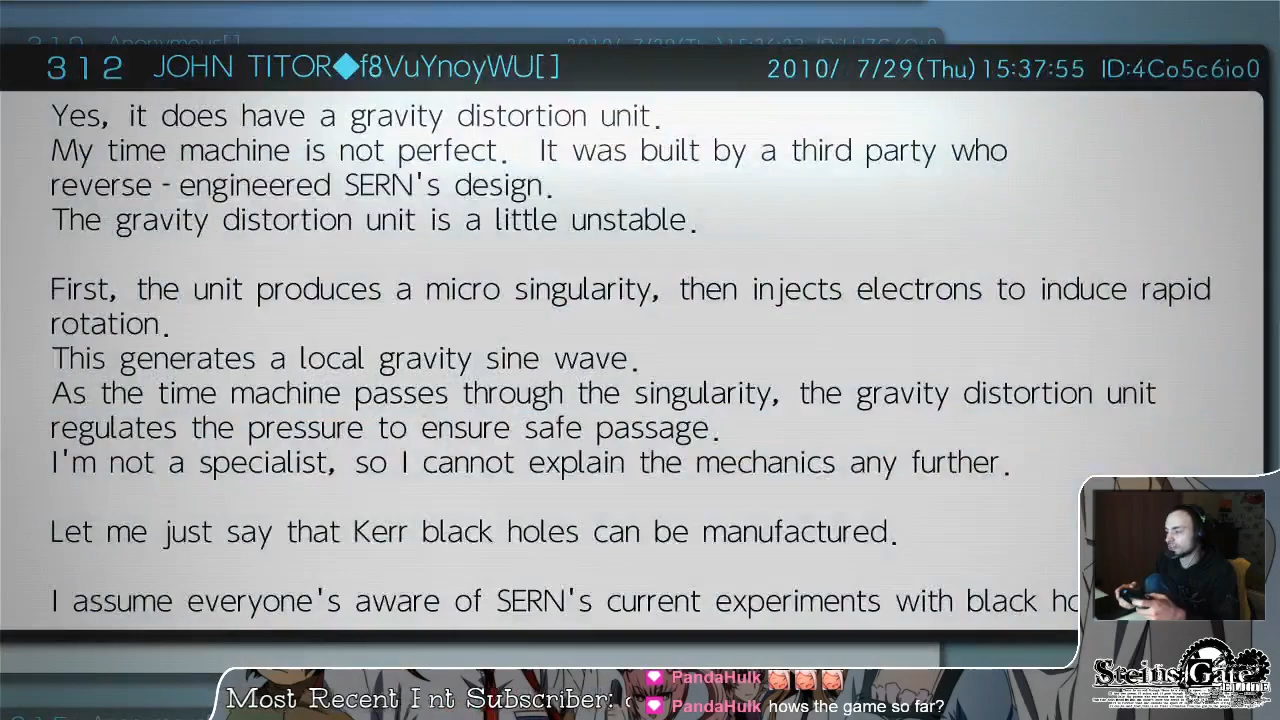 312 JOHN TITOR◆f8VuYnoyWU[] 2010/ 7/29(Thu)15:37:55 ID:4Co5c6io0
Yes, it does have a gravity distortion unit.
My time machine is not perfect. It was built by a third party who
reverse-engineered SERN's design.
The gravity distortion unit is a little unstable.
First, the unit produces a micro singularity, then injects electrons to induce rapid
rotation.
This generates a local gravity sine wave.
As the time machine passes through the singularity, the gravity distortion unit
regulates the pressure to ensure safe passage.
I'm not a specialist, so I cannot explain the mechanics any further.
Let me just say that Kerr black holes can be manufactured.
I assume everyone's aware of SERN's current experiments with black
Steins;Gate
ELITE
PandaHulk
Most Recent Int Subscriber:
PandaHulk hows the game so far?